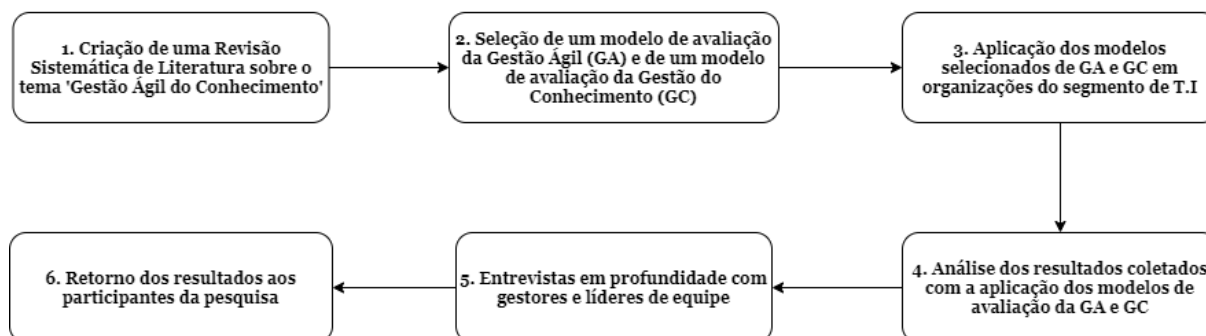 1. Criação de uma Revisão
Sistemática de Literatura sobre o
tema 'Gestão Ágil do Conhecimento'
2. Seleção de um modelo de avaliação
da Gestão Ágil (GA) e de um modelo
de avaliação da Gestão do
Conhecimento (GC)
3. Aplicação dos modelos
selecionados de GA e GC em
organizações do segmento de T.I
4. Análise dos resultados coletados
com a aplicação dos modelos de
avaliação da GA e GC
5. Entrevistas em profundidade com
gestores e líderes de equipe
6. Retorno dos resultados aos
participantes da pesquisa